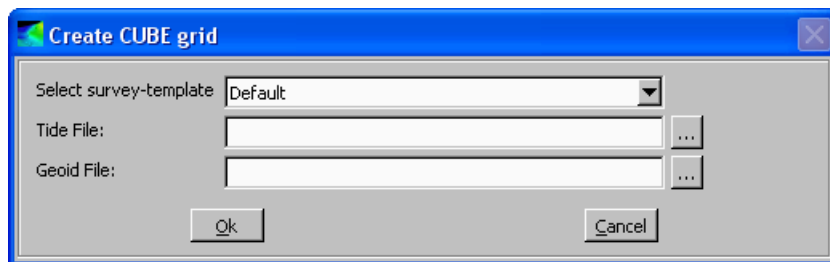 Create CUBE grid
Select survey-template Default
Tide File: ...
Geoid File: ...
Ok Cancel